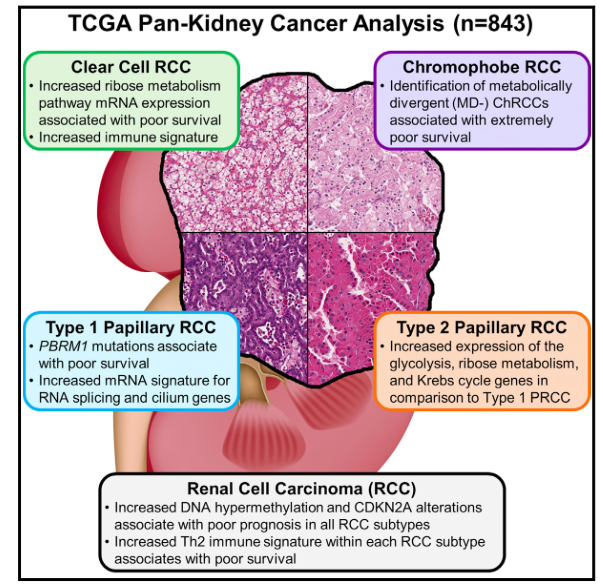 TCGA Pan-Kidney Cancer Analysis (n=843)
Clear Cell RCC
• Increased ribose metabolism
pathway mRNA expression
associated with poor survival
• Increased immune signature
Chromophobe RCC
• Identification of metabolically
divergent (MD-) ChRCCs
associated with extremely
poor survival
Type 1 Papillary RCC
• PBRM1 mutations associate
with poor survival
• Increased mRNA signature for
RNA splicing and cilium genes
Type 2 Papillary RCC
• Increased expression of the
glycolysis, ribose metabolism,
and Krebs cycle genes in
comparison to Type 1 PRCC
Renal Cell Carcinoma (RCC)
• Increased DNA hypermethylation and CDKN2A alterations
associate with poor prognosis in all RCC subtypes
• Increased Th2 immune signature within each RCC subtype
associates with poor survival